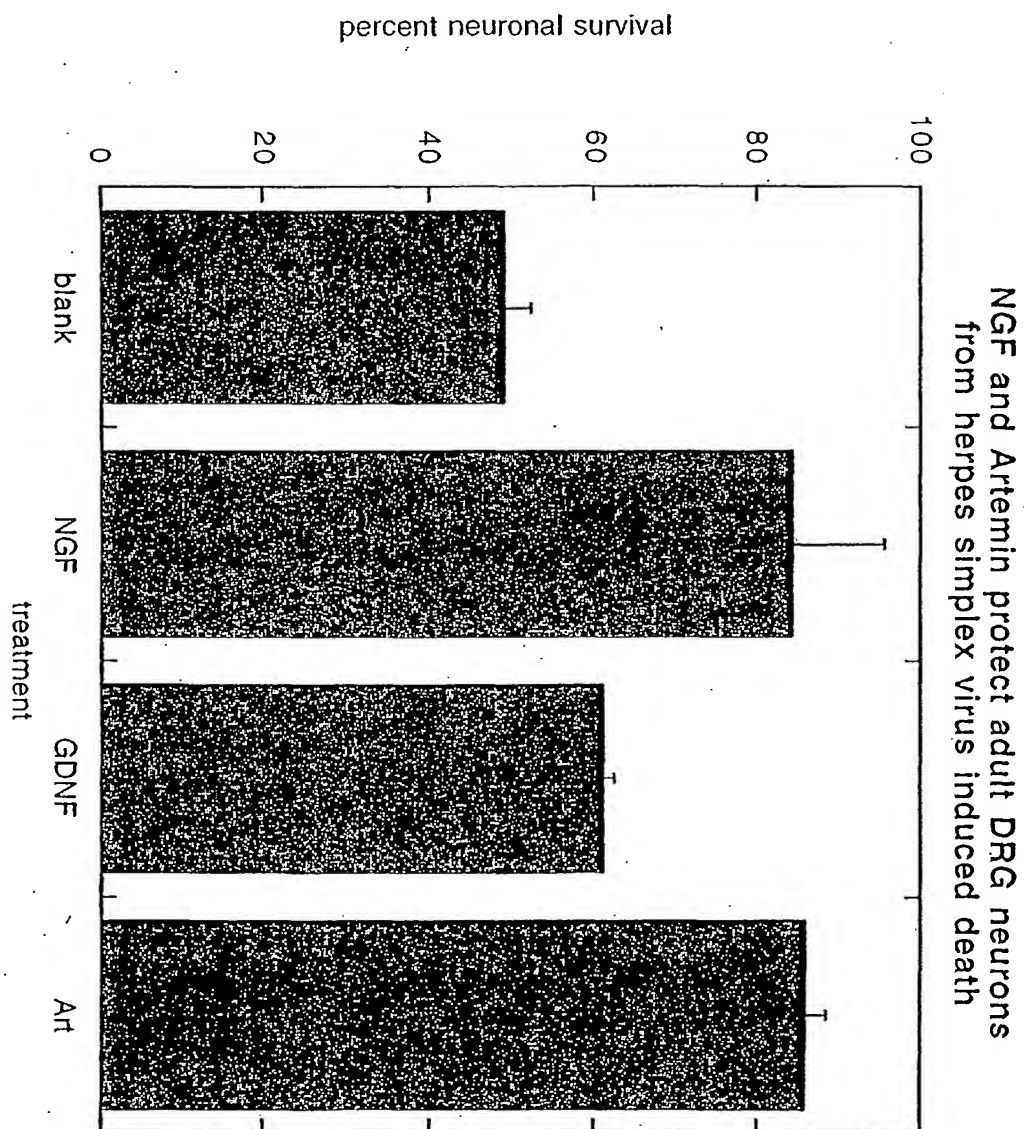 NGF and Artemin protect adult DRG neurons
from herpes simplex virus induced death
percent neuronal survival
100
80
60
40
20
0
blank
NGF
GDNF
Art
treatment